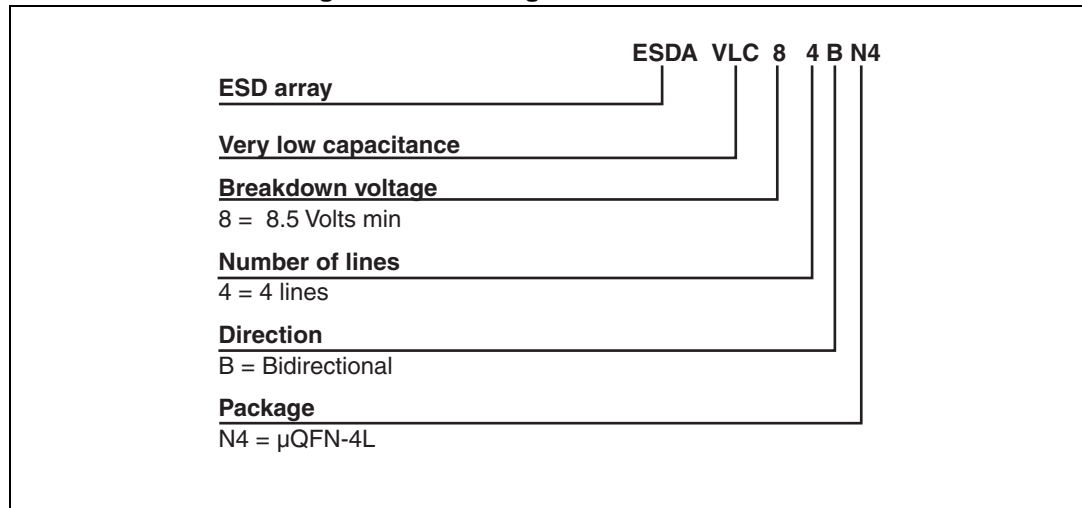 ESDA VLC 8 4 B N4
ESD array
Very low capacitance
Breakdown voltage
8 = 8.5 Volts min
Number of lines
4 = 4 lines
Direction
B = Bidirectional
Package
N4 = µQFN-4L